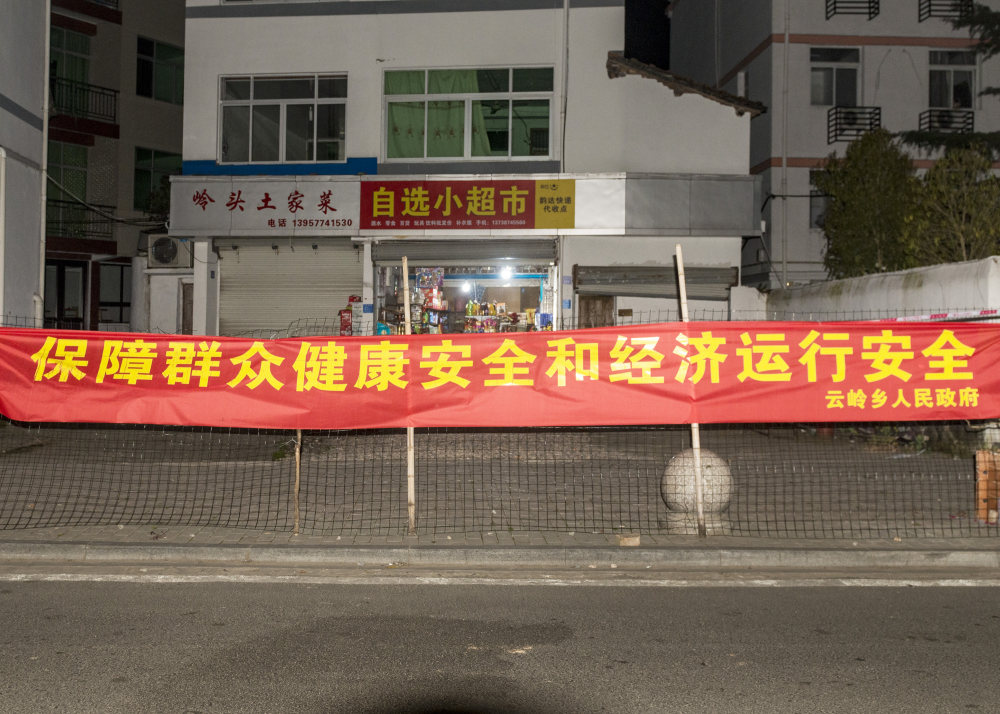 岭头土家菜
电话 13957741530
自选小超市
韵达快递
代收点
保障群众健康安全和经济运行安全
云岭乡人民政府